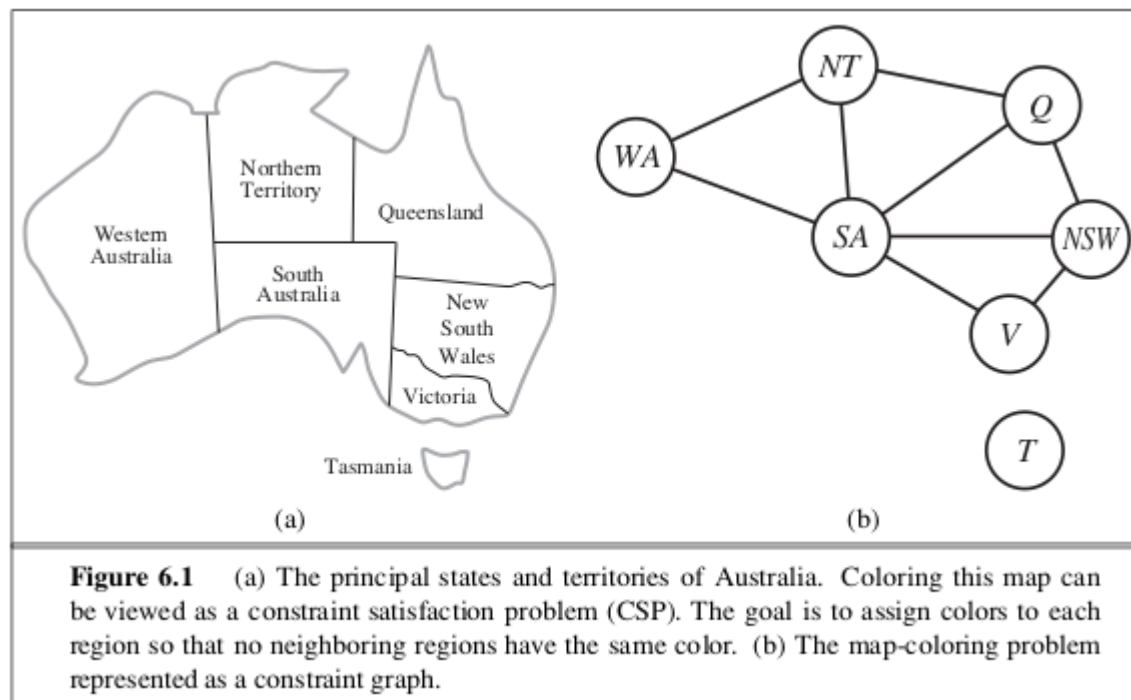 Northern
Territory
Western
Australia
Queensland
South
Australia
New
South
Wales
Victoria
Tasmania
(a)
NT
Q
WA
SA
NSW
V
T
(b)
Figure 6.1 (a) The principal states and territories of Australia. Coloring this map can
be viewed as a constraint satisfaction problem (CSP). The goal is to assign colors to each
region so that no neighboring regions have the same color. (b) The map-coloring problem
represented as a constraint graph.